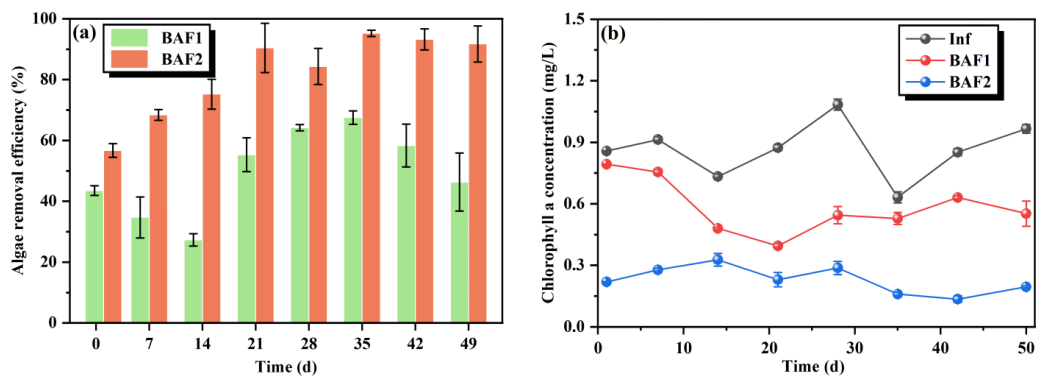 (a)
BAF1
BAF2
Algae removal efficiency (%)
100
80
60
40
20
0
0 7 14 21 28 35 42 49
Time (d)
(b)
Inf
BAF1
BAF2
Chlorophyll a concentration (mg/L)
1.5
1.2
0.9
0.6
0.3
0.0
0 10 20 30 40 50
Time (d)